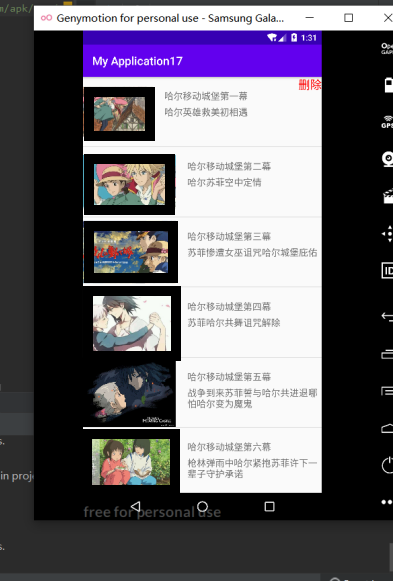 m/apk/
Genymotion for personal use - Samsung Gala...
1:31
My Application17
删除
哈尔移动城堡第一幕
哈尔英雄救美初相遇
哈尔移动城堡第二幕
哈尔苏菲空中定情
哈尔移动城堡第三幕
苏菲惨遭女巫诅咒哈尔城堡庇佑
哈尔移动城堡第四幕
苏菲哈尔共舞诅咒解除
哈尔移动城堡第五幕
战争到来苏菲誓与哈尔共进退哪
怕哈尔变为魔鬼
哈尔移动城堡第六幕
枪林弹雨中哈尔紧抱苏菲许下一
辈子守护承诺
free for personal use
GPS
ID
s.
in proje
s.